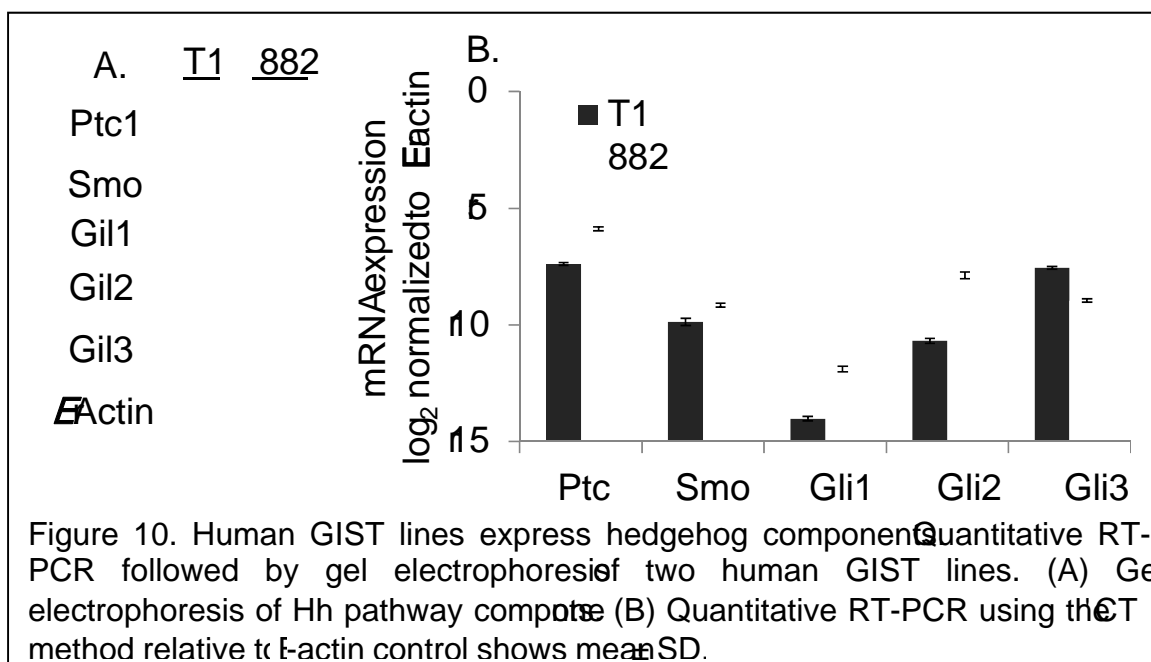 A. T1 882
Ptc1
Smo
Gil1
Gil2
Gil3
Actin
B.
mRNA expression
log2 normalized to actin
0
5
10
15
T1
882
Ptc Smo Gli1 Gli2 Gli3
Figure 10. Human GIST lines express hedgehog components Quantitative RT-
PCR followed by gel electrophoresis of two human GIST lines. (A) Ge
electrophoresis of Hh pathway (B) Quantitative RT-PCR using the CT
method relative to -actin control shows mean SD.